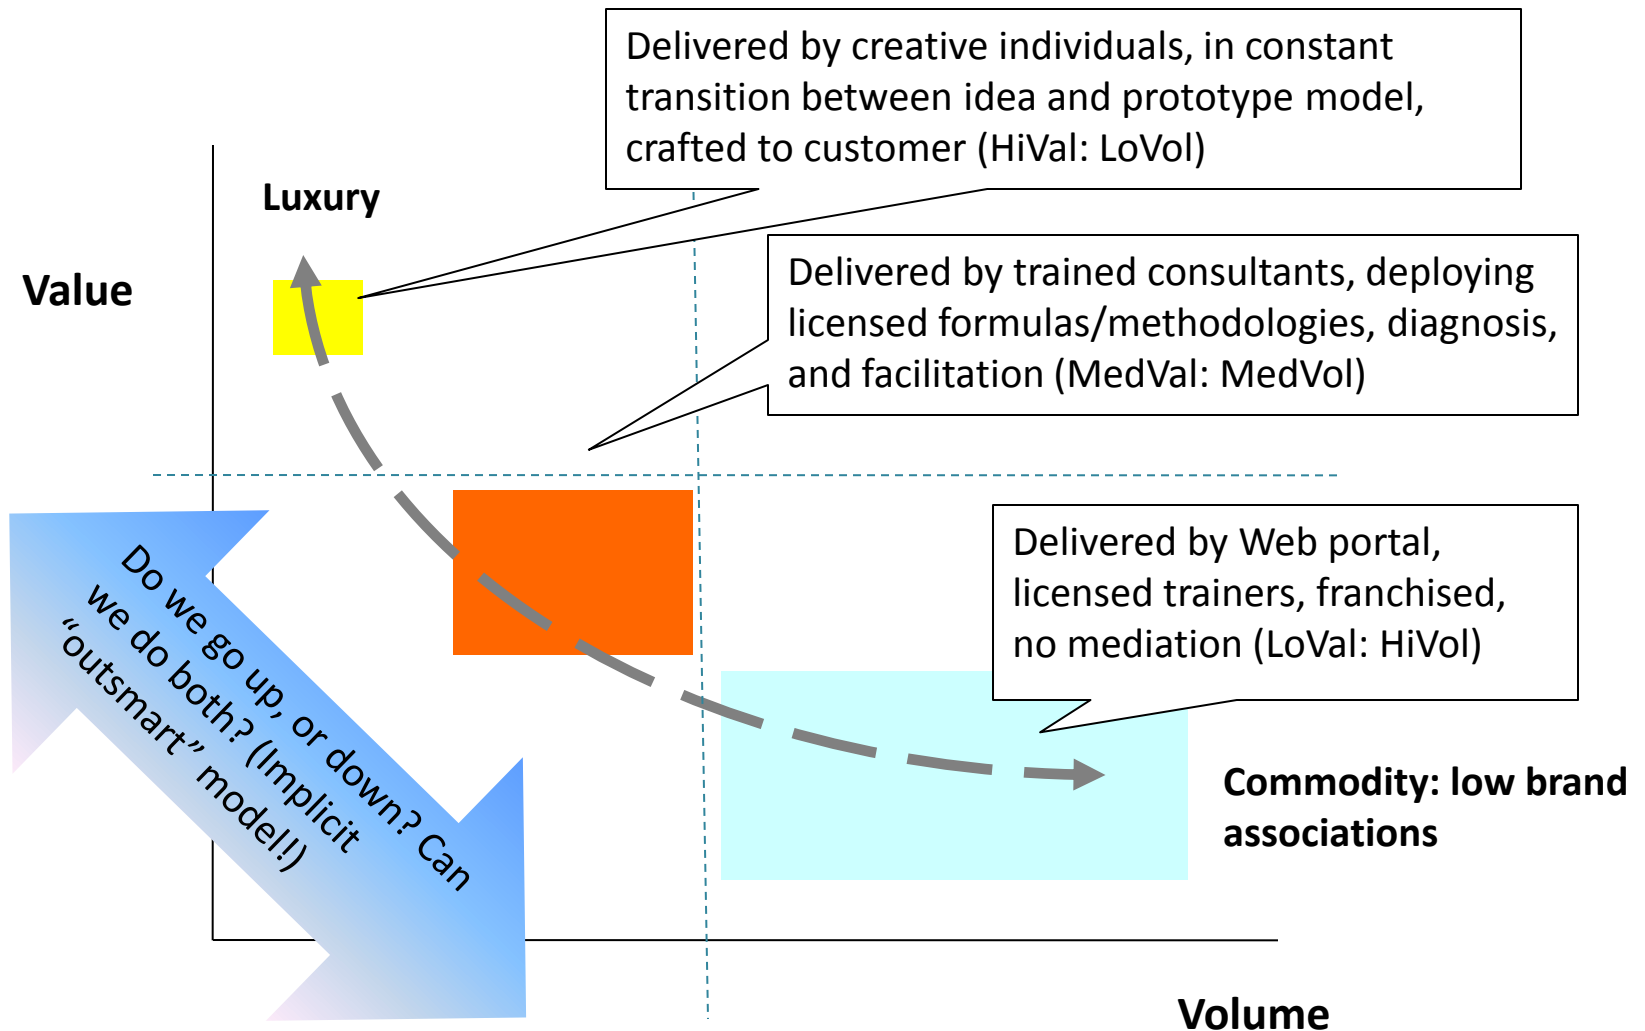 Delivered by creative individuals, in constant
transition between idea and prototype model,
crafted to customer (HiVal: LoVol)
Luxury
Value
Delivered by trained consultants, deploying
licensed formulas/methodologies, diagnosis,
and facilitation (MedVal: MedVol)
Delivered by Web portal,
licensed trainers, franchised,
no mediation (LoVal: HiVol)
Do we go up, or down? Can
we do both? (Implicit
“outsmart” model!)
Commodity: low brand
associations
Volume